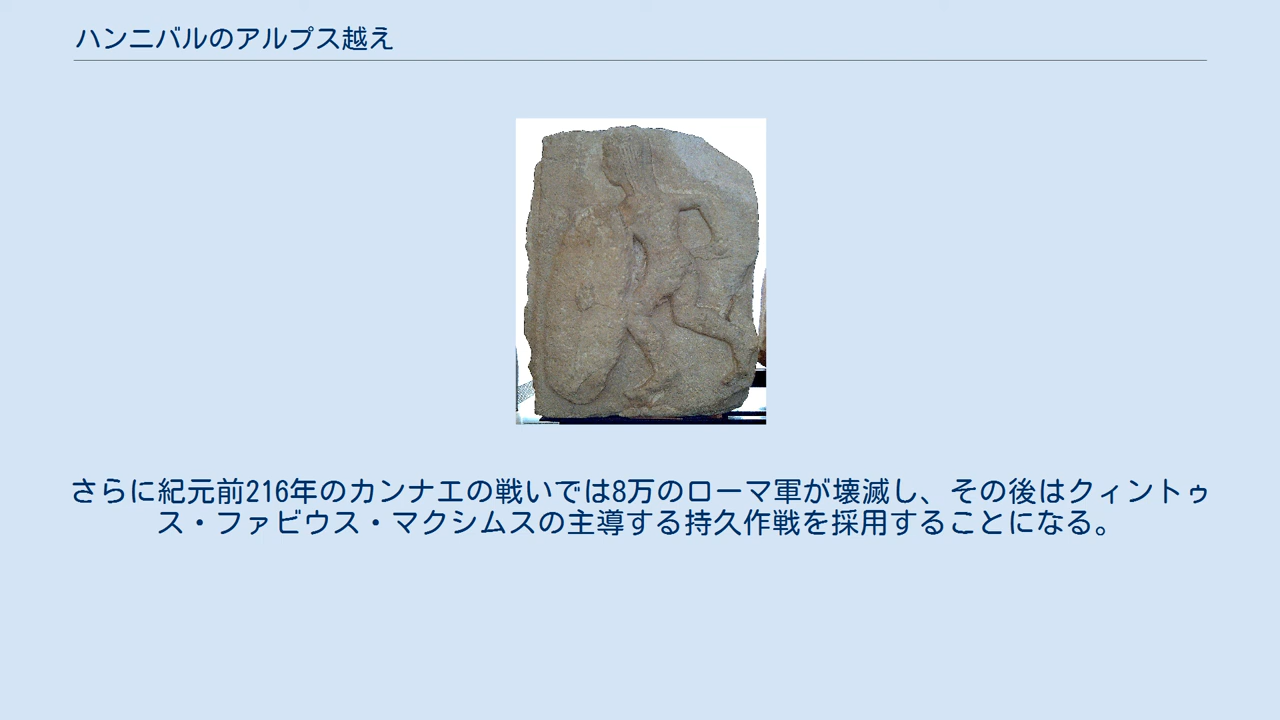 ハンニバルのアルプス越え
さらに紀元前216年のカンナエの戦いでは8万のローマ軍が壊滅し、その後はクィントゥ
ス・ファビウス・マクシムスの主導する持久作戦を採用することになる。